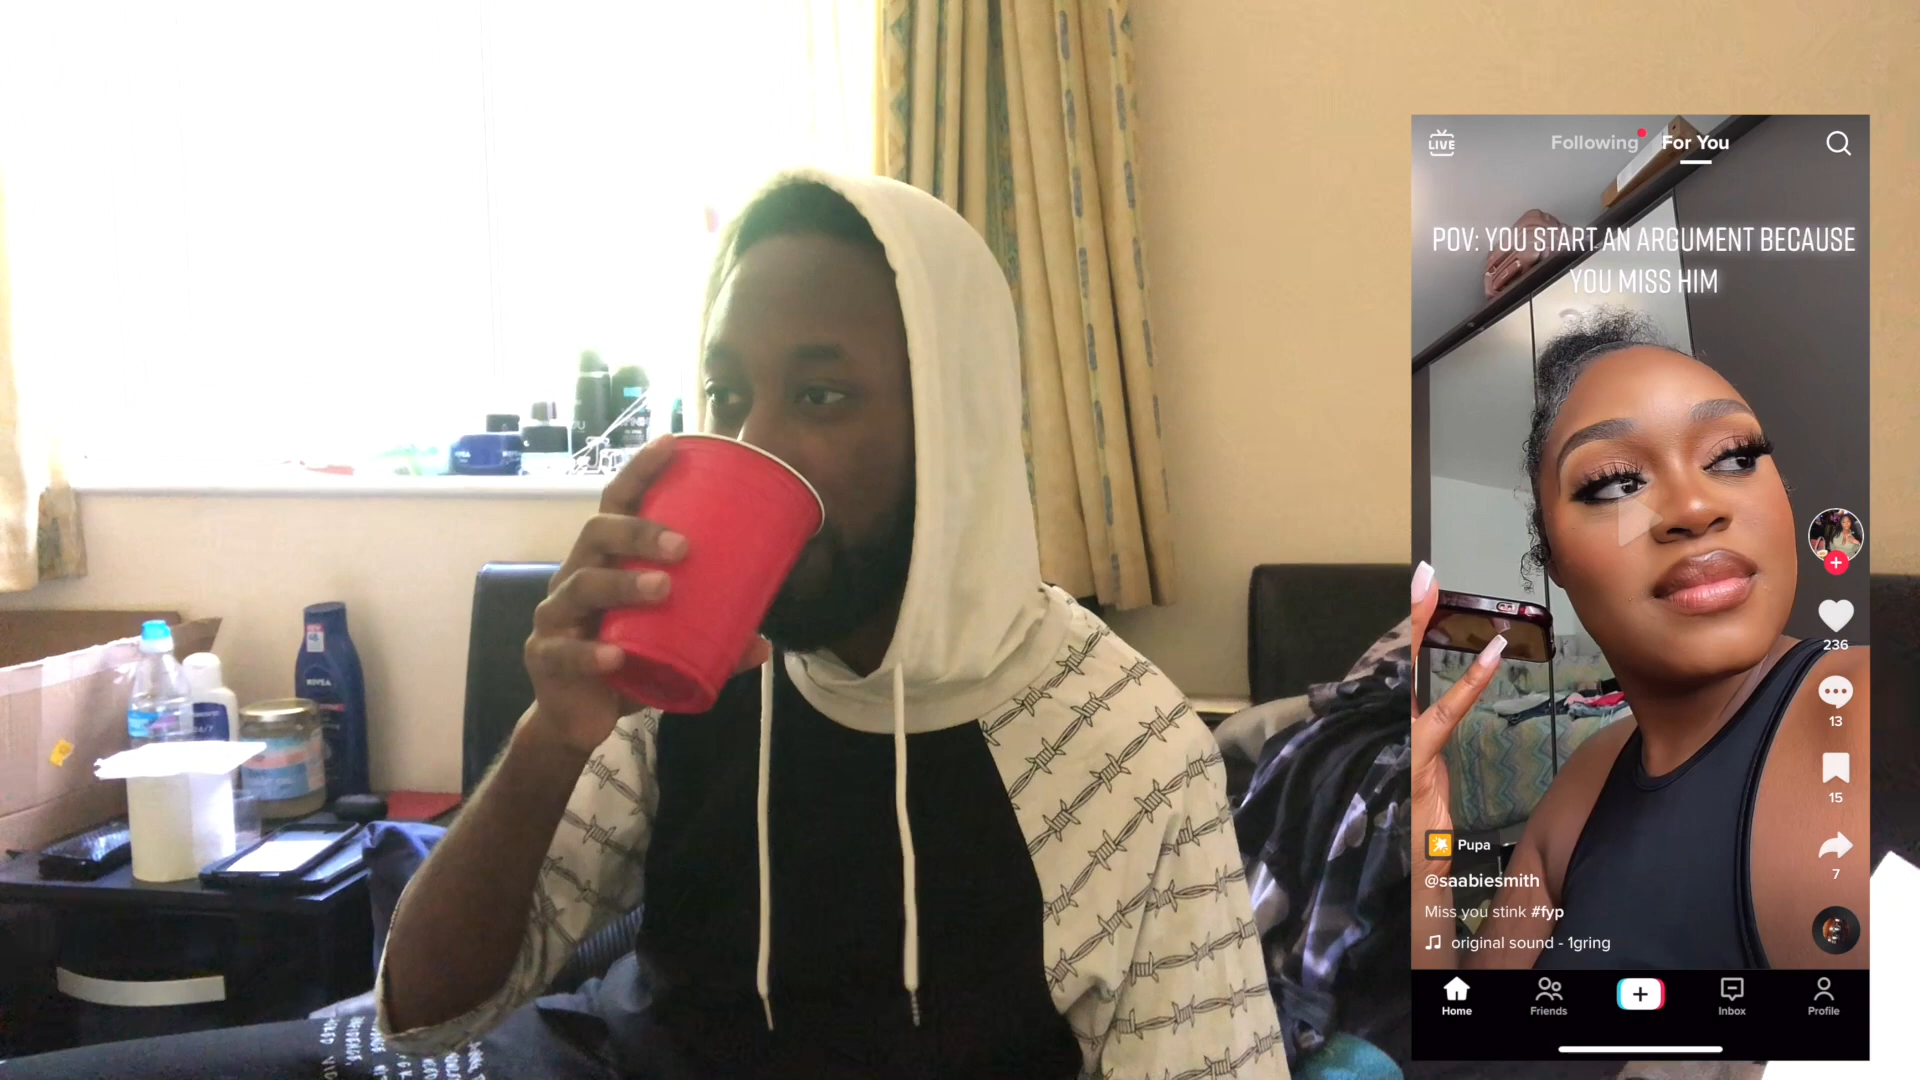 LIVE
Following
For You
POV: YOU START AN ARGUMENT BECAUSE
YOU MISS HIM
236
13
15
7
Pupa
@saabiesmith
Miss you stink #fyp
original sound - 1gring
Home
Friends
Inbox
Profile
NIVEA